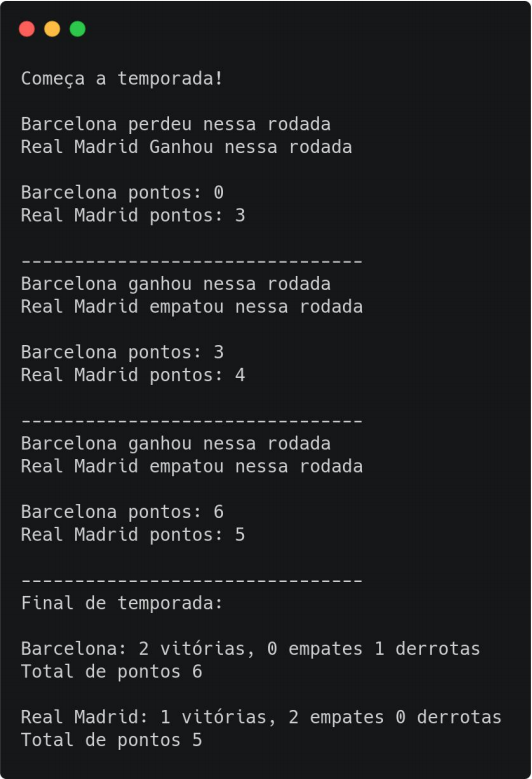 Começa a temporada!
Barcelona perdeu nessa rodada
Real Madrid Ganhou nessa rodada
Barcelona pontos: 0
Real Madrid pontos: 3
--------------------------------
Barcelona ganhou nessa rodada
Real Madrid empatou nessa rodada
Barcelona pontos: 3
Real Madrid pontos: 4
--------------------------------
Barcelona ganhou nessa rodada
Real Madrid empatou nessa rodada
Barcelona pontos: 6
Real Madrid pontos: 5
--------------------------------
Final de temporada:
Barcelona: 2 vitórias, 0 empates 1 derrotas
Total de pontos 6
Real Madrid: 1 vitórias, 2 empates 0 derrotas
Total de pontos 5